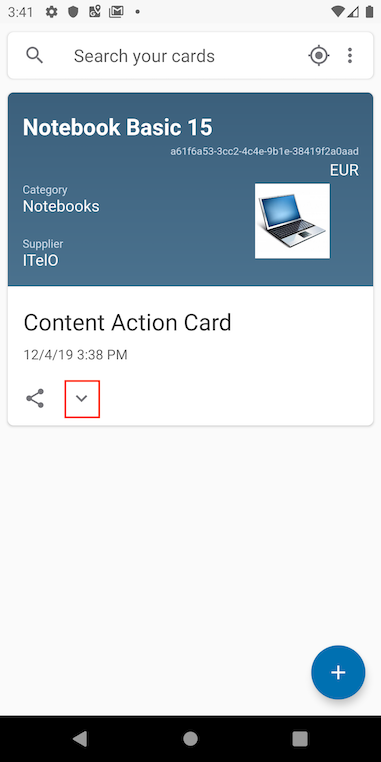 3:41
Search your cards
Notebook Basic 15
a61f6a53-3cc2-4c4e-9b1e-38419f2a0aad
EUR
Category
Notebooks
Supplier
ITelO
Content Action Card
12/4/19 3:38 PM